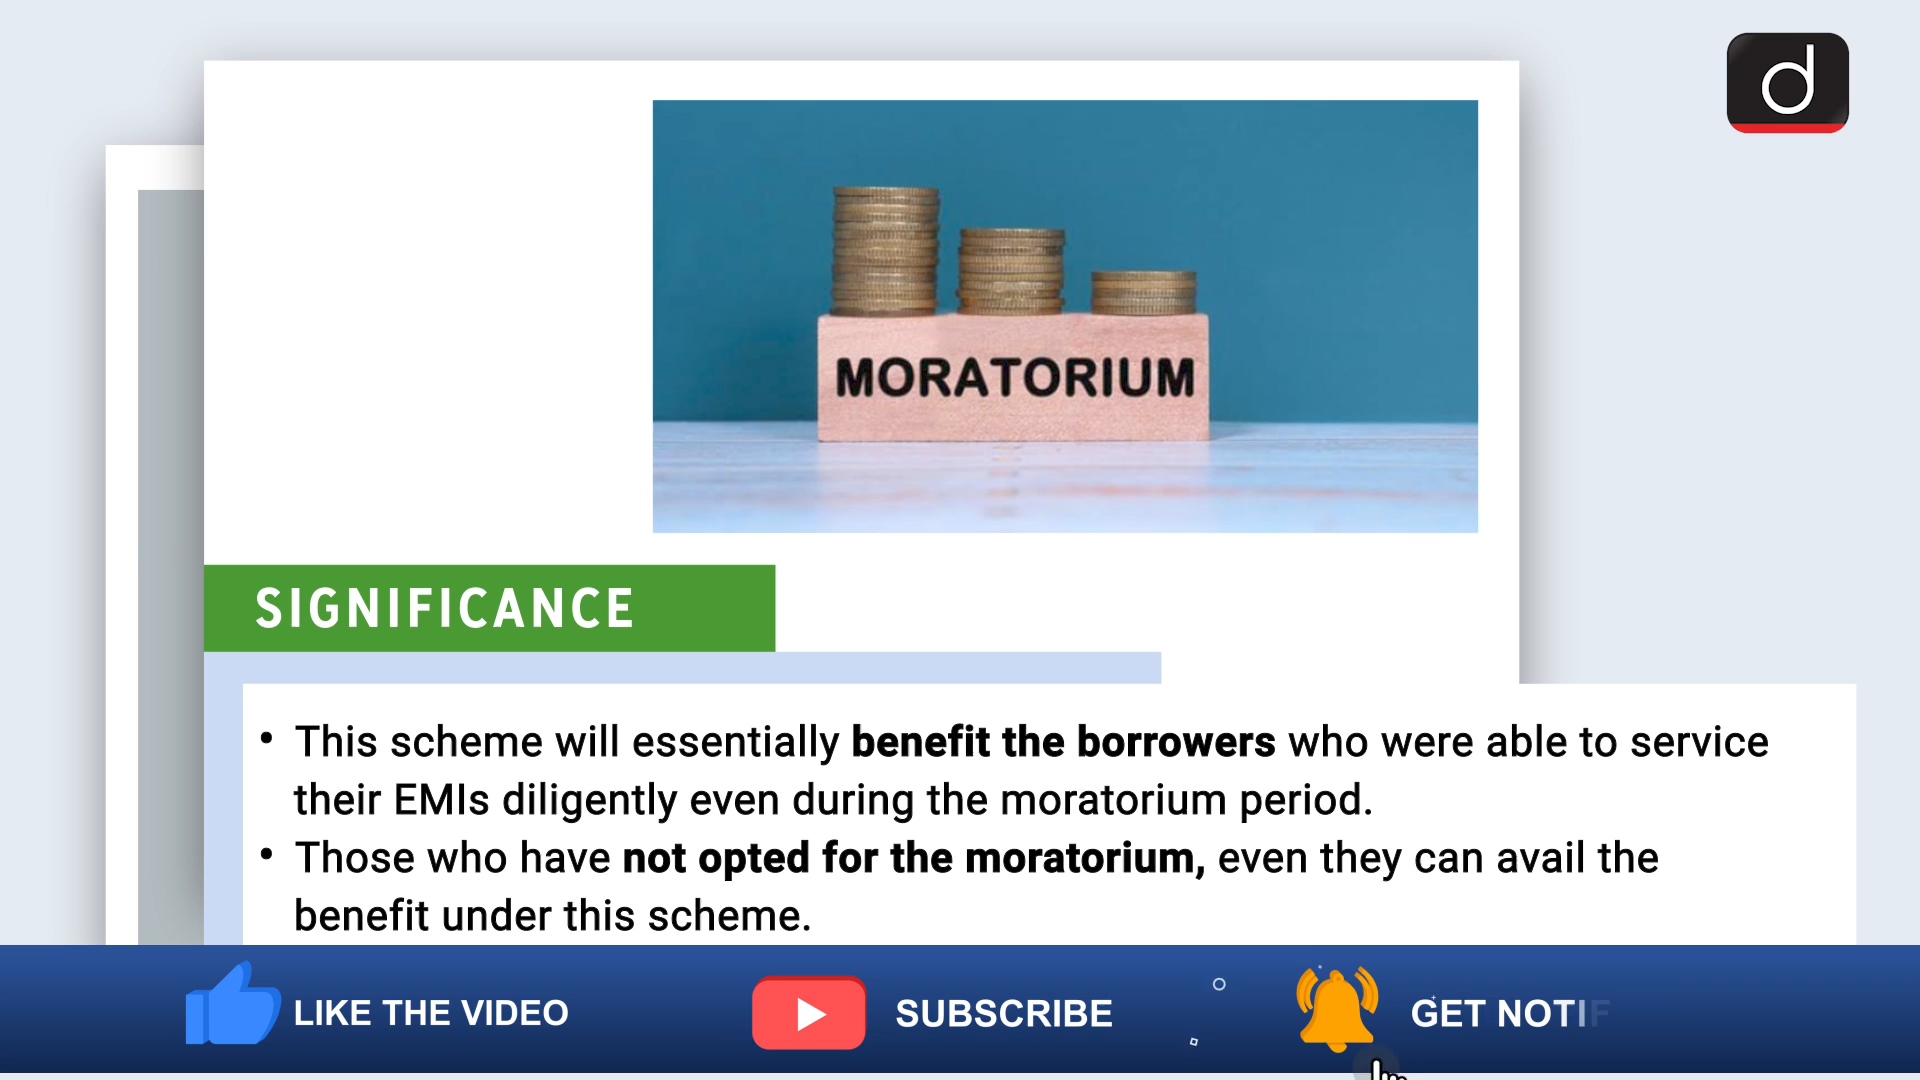 d
MORATORIUM
SIGNIFICANCE
• This scheme will essentially benefit the borrowers who were able to service
their EMIs diligently even during the moratorium period.
• Those who have not opted for the moratorium, even they can avail the
benefit under this scheme.
LIKE THE VIDEO
SUBSCRIBE
GET NOTIF